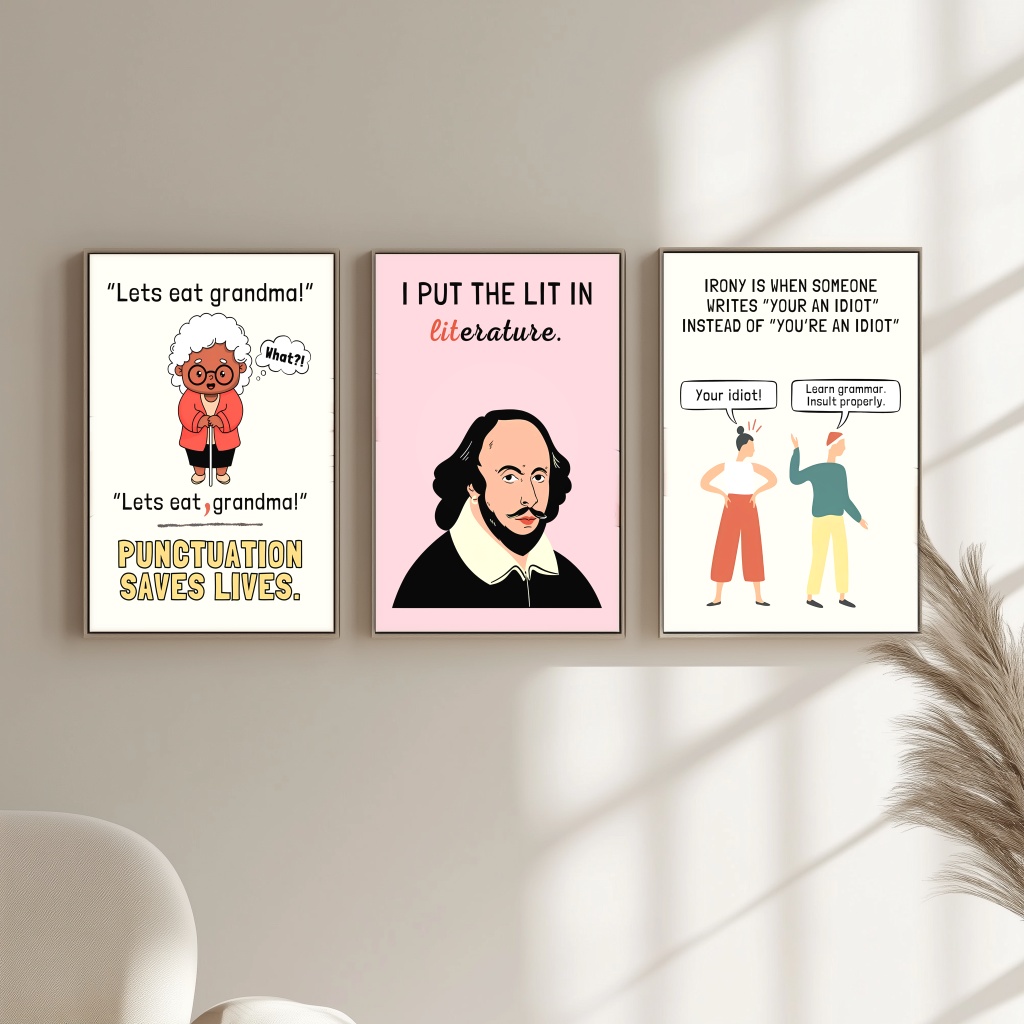 “Lets eat grandma!”
What?!
“Lets eat, grandma!”
PUNCTUATION
SAVES LIVES.
I PUT THE LIT IN
literature.
IRONY IS WHEN SOMEONE
WRITES “YOUR AN IDIOT”
INSTEAD OF “YOU’RE AN IDIOT”
Your idiot!
Learn grammar.
Insult properly.